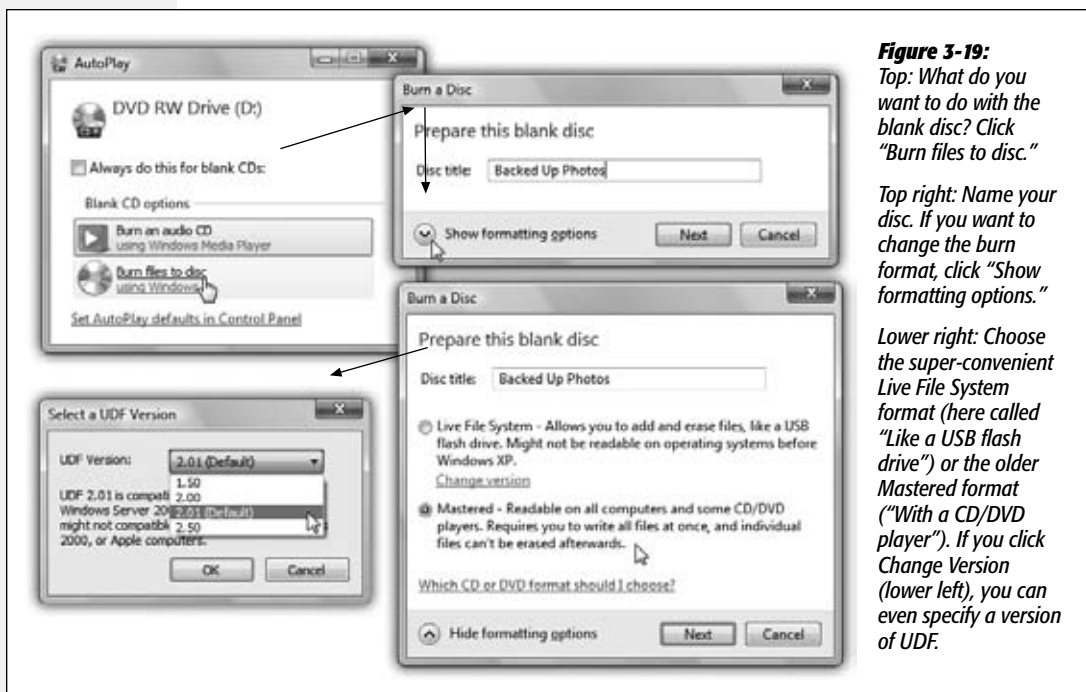 AutoPlay
DVD RW Drive (D:)
Always do this for blank CDs:
Blank CD options
Burn an audio CD
using Windows Media Player
Burn files to disc
using Windows
Set AutoPlay defaults in Control Panel
Burn a Disc
Prepare this blank disc
Disc title: Backed Up Photos
Show formatting options Next Cancel
Burn a Disc
Prepare this blank disc
Disc title: Backed Up Photos
Live File System - Allows you to add and erase files, like a USB
flash drive. Might not be readable on operating systems before
Windows XP.
Change version
Mastered - Readable on all computers and some CD/DVD
players. Requires you to write all files at once, and individual
files can't be erased afterwards.
Which CD or DVD format should I choose?
Hide formatting options Next Cancel
Select a UDF Version
UDF Version: 2.01 (Default)
1.50
UDF 2.01 is compati 2.00
Windows Server 20 2.01 (Default)
might not compatibl 2.50
2000, or Apple computers.
OK Cancel
Figure 3-19:
Top: What do you
want to do with the
blank disc? Click
“Burn files to disc.”
Top right: Name your
disc. If you want to
change the burn
format, click “Show
formatting options.”
Lower right: Choose
the super-convenient
Live File System
format (here called
“Like a USB flash
drive”) or the older
Mastered format
(“With a CD/DVD
player”). If you click
Change Version
(lower left), you can
even specify a version
of UDF.